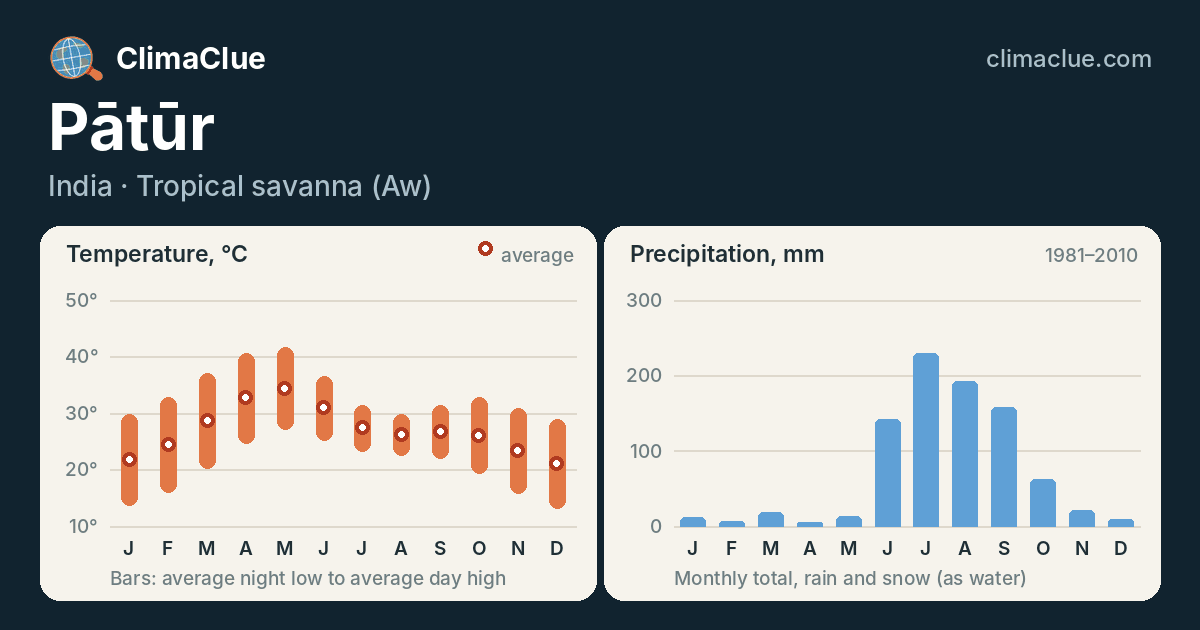 ClimaClue
climaclue.com
Pātūr
India · Tropical savanna (Aw)
Temperature, °C
average
50°
40°
30°
20°
10°
J F M A M J J A S O N D
Bars: average night low to average day high
Precipitation, mm
1981–2010
300
200
100
0
J F M A M J J A S O N D
Monthly total, rain and snow (as water)